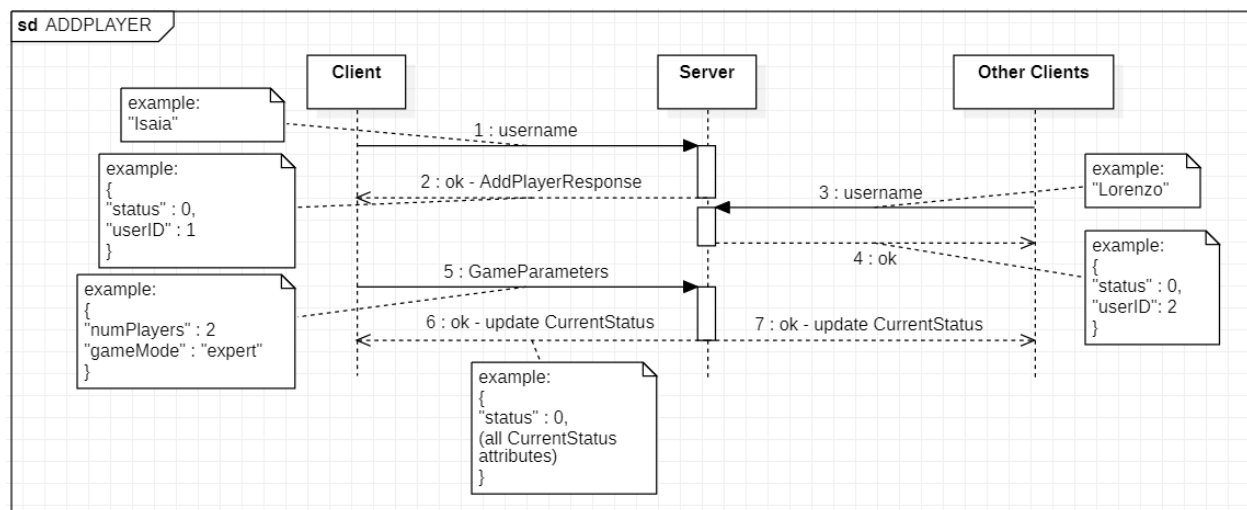 sd ADDPLAYER
Client
Server
Other Clients
example:
"Isaia"
1 : username
example:
{
"status" : 0,
"userID" : 1
}
2 : ok - AddPlayerResponse
3 : username
example:
"Lorenzo"
4 : ok
example:
{
"status" : 0,
"userID": 2
}
5 : GameParameters
example:
{
"numPlayers" : 2
"gameMode" : "expert"
}
6 : ok - update CurrentStatus
7 : ok - update CurrentStatus
example:
{
"status" : 0,
(all CurrentStatus
attributes)
}